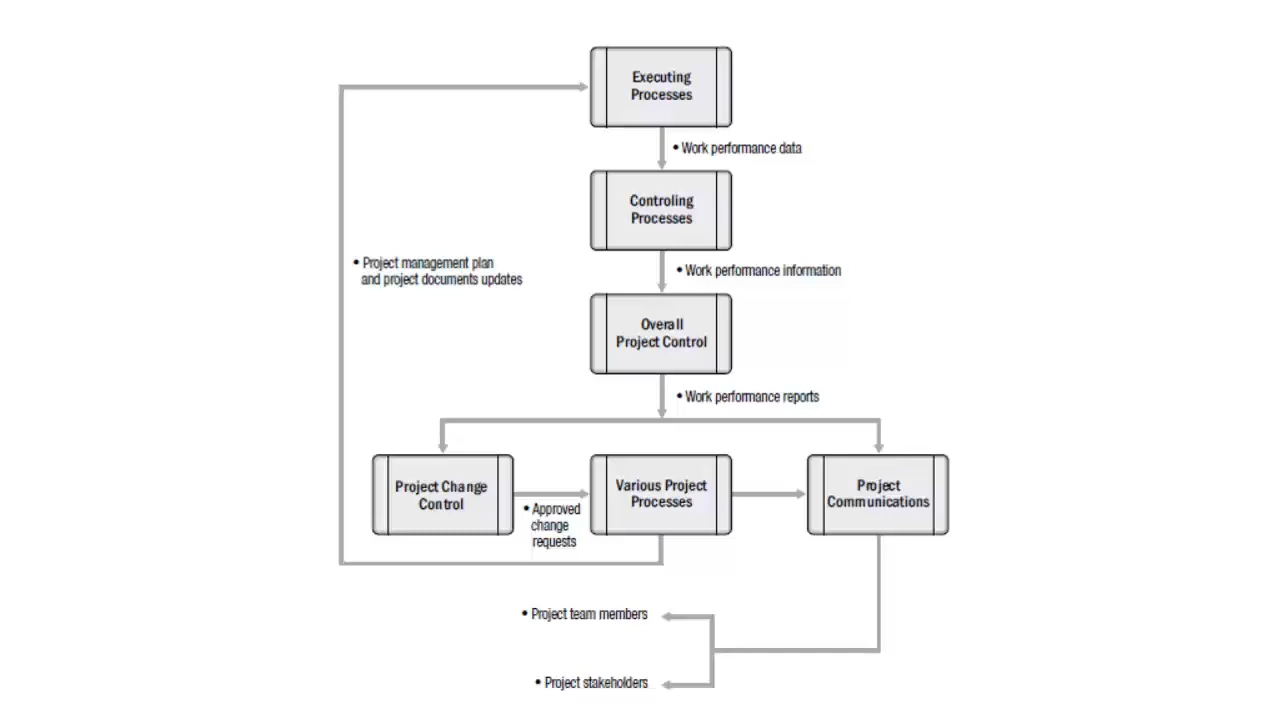 Executing
Processes
• Work performance data
Controling
Processes
• Project management plan
and project documents updates
• Work performance information
Overall
Project Control
• Work performance reports
Project Change
Control
• Approved
change
requests
Various Project
Processes
Project
Communications
• Project team members
• Project stakeholders